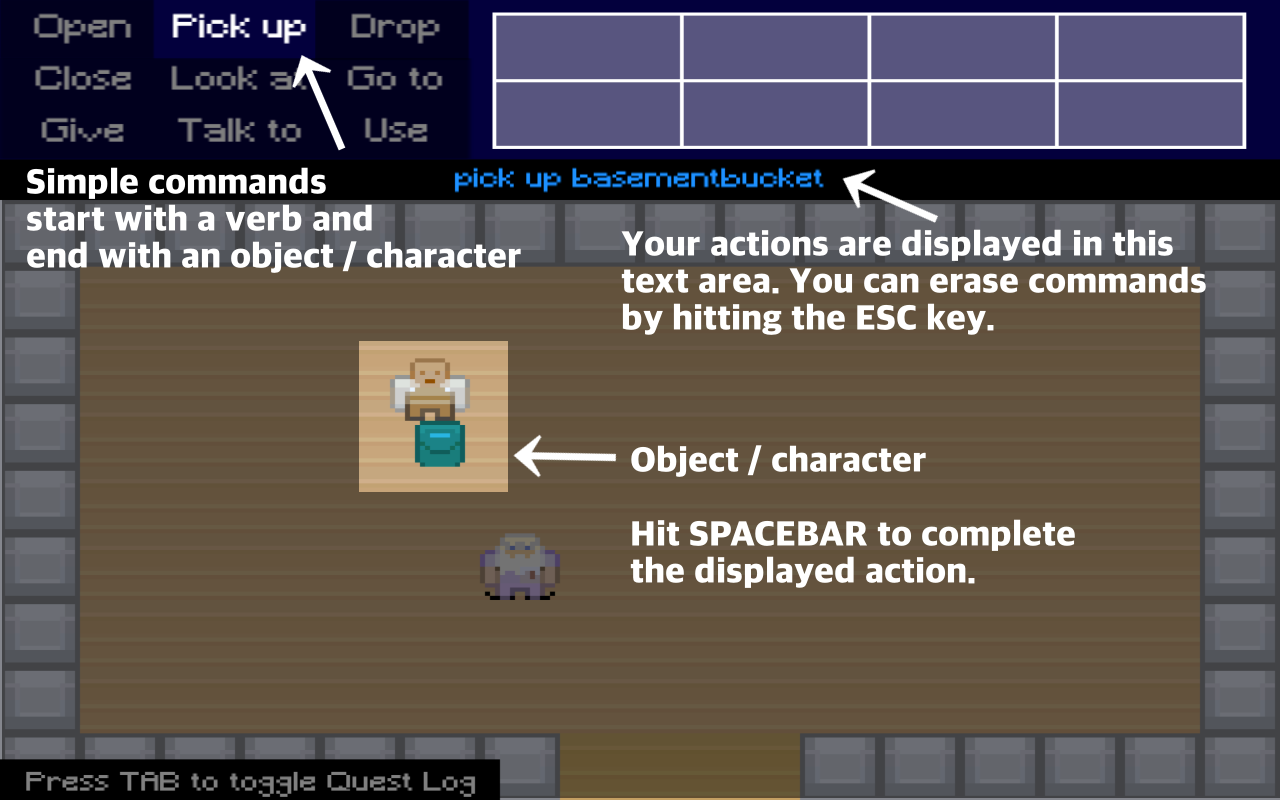 Open Pick up Drop
Close Look at Go to
Give Talk to Use
pick up basementbucket
Simple commands
start with a verb and
end with an object / character
Your actions are displayed in this
text area. You can erase commands
by hitting the ESC key.
Object / character
Hit SPACEBAR to complete
the displayed action.
Press TAB to toggle Quest Log